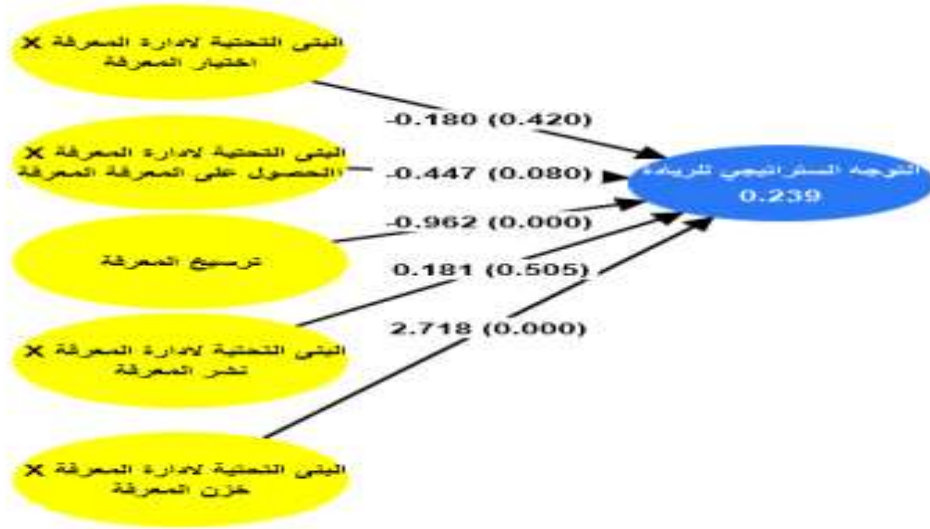 البنى التحتية لادارة المعرفة X
اختيار المعرفة
-0.180 (0.420)
البنى التحتية لادارة المعرفة X
الحصول على المعرفة المعرفة
-0.447 (0.080)
التوجه الستراتيجي للريادة
0.239
-0.962 (0.000)
ترسيخ المعرفة
0.181 (0.505)
البنى التحتية لادارة المعرفة X
نشر المعرفة
2.718 (0.000)
البنى التحتية لادارة المعرفة X
خزن المعرفة